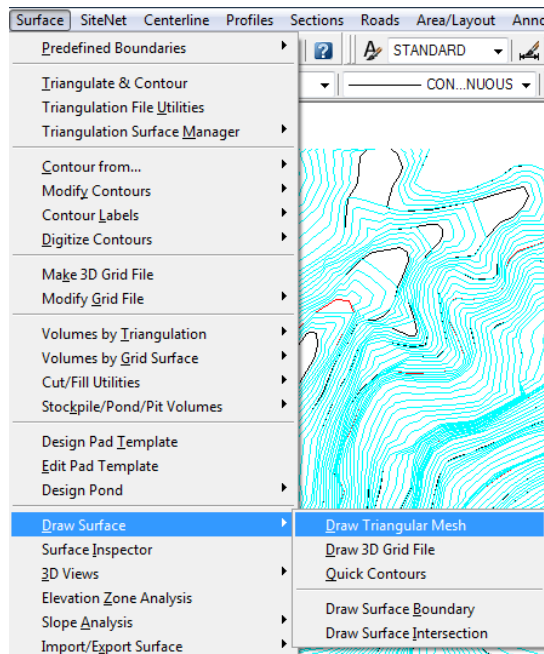 Surface SiteNet Centerline Profiles Sections Roads Area/Layout Anno
Predefined Boundaries
STANDARD
Triangulate & Contour
CON...NUOUS
Triangulation File Utilities
Triangulation Surface Manager
Contour from...
Modify Contours
Contour Labels
Digitize Contours
Make 3D Grid File
Modify Grid File
Volumes by Triangulation
Volumes by Grid Surface
Cut/Fill Utilities
Stockpile/Pond/Pit Volumes
Design Pad Template
Edit Pad Template
Design Pond
Draw Surface
Draw Triangular Mesh
Surface Inspector
Draw 3D Grid File
3D Views
Quick Contours
Elevation Zone Analysis
Slope Analysis
Draw Surface Boundary
Import/Export Surface
Draw Surface Intersection